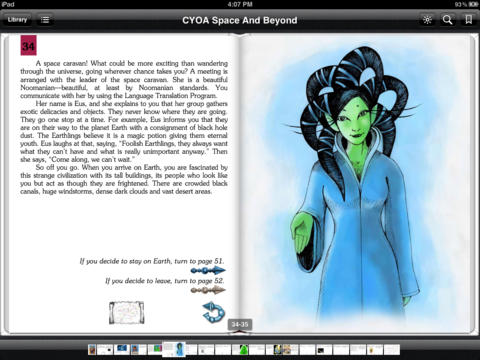 iPad
4:07 PM
93%
Library
CYOA Space And Beyond
34
A space caravan! What could be more exciting than wandering
through the universe, going wherever chance takes you? A meeting is
arranged with the leader of the space caravan. She is a beautiful
Noomanian—beautiful, at least by Noomanian standards. You
communicate with her by using the Language Translation Program.
Her name is Eus, and she explains to you that her group gathers
exotic delicacies and objects. They never know where they are going.
They go one stop at a time. For example, Eus informs you that they
are on their way to the planet Earth with a consignment of black hole
dust. The Earthlings believe it is a magic potion giving them eternal
youth. Eus laughs at that, saying, “Foolish Earthlings, they always want
what they can’t have and what is really unimportant anyway.” Then
she says, “Come along, we can’t wait.”
So off you go. When you arrive on Earth, you are fascinated by
this strange civilization with its tall buildings, its people who look like
you but act as though they are frightened. There are crowded black
canals, huge windstorms, dense dark clouds and vast desert areas.
If you decide to stay on Earth, turn to page 51.
If you decide to leave, turn to page 52.
34-35